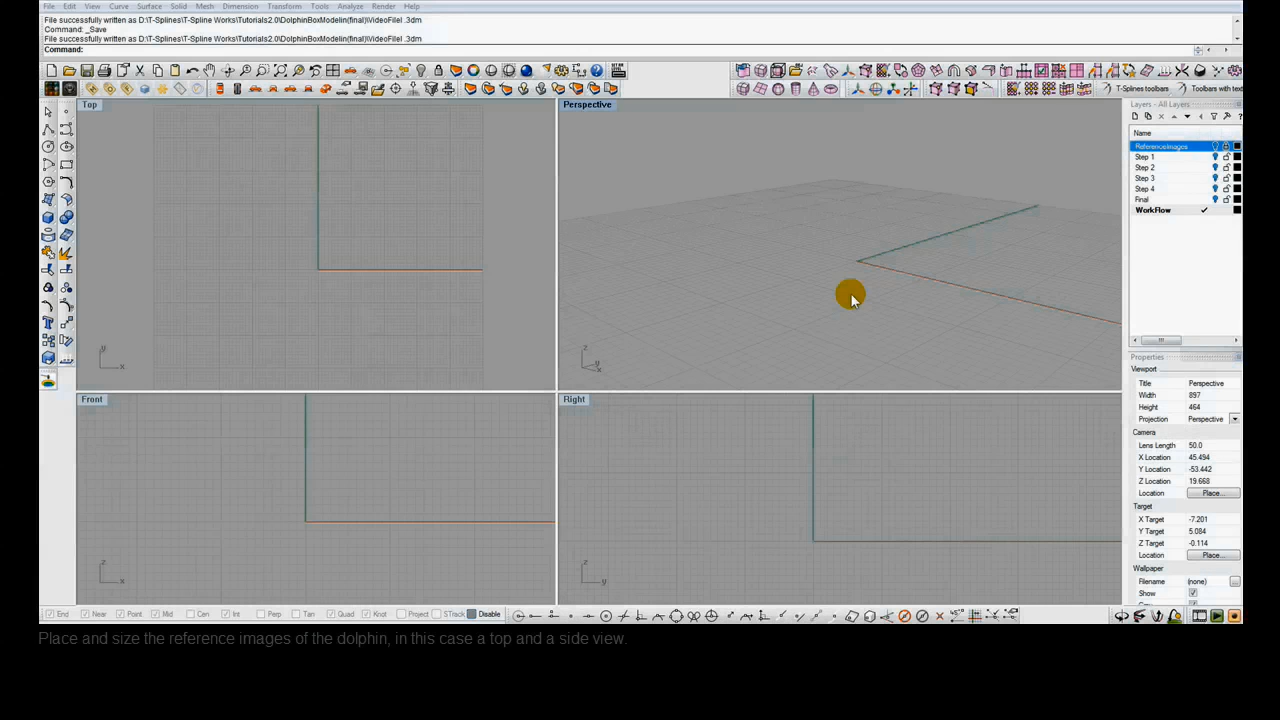 File Edit View Curve Surface Solid Mesh Dimension Transform Tools Analyze Render Help
File successfully written as D:\T-Splines\T-Spline Works\Tutorials2.0\DolphinBoxModelin(final)\VideoFileI .3dm
Command: _Save
File successfully written as D:\T-Splines\T-Spline Works\Tutorials2.0\DolphinBoxModelin(final)\VideoFileI .3dm
Command:
T-Splines toolbars Toolbars with text
Top Perspective Layers - All Layers
Name
ReferenceImages
Step 1
Step 2
Step 3
Step 4
Final
WorkFlow
y
x
z
y
x
Properties
Viewport
Title Perspective
Width 897
Height 464
Projection Perspective
Camera
Lens Length 50.0
X Location 45.494
Y Location -53.442
Z Location 19.668
Location Place...
Target
X Target -7.201
Y Target 5.084
Z Target -0.114
Location Place...
Wallpaper
Filename (none)
Show
Front Right
z
x
z
y
End Near Point Mid Cen Int Perp Tan Quad Knot Project STrack Disable
Place and size the reference images of the dolphin, in this case a top and a side view.